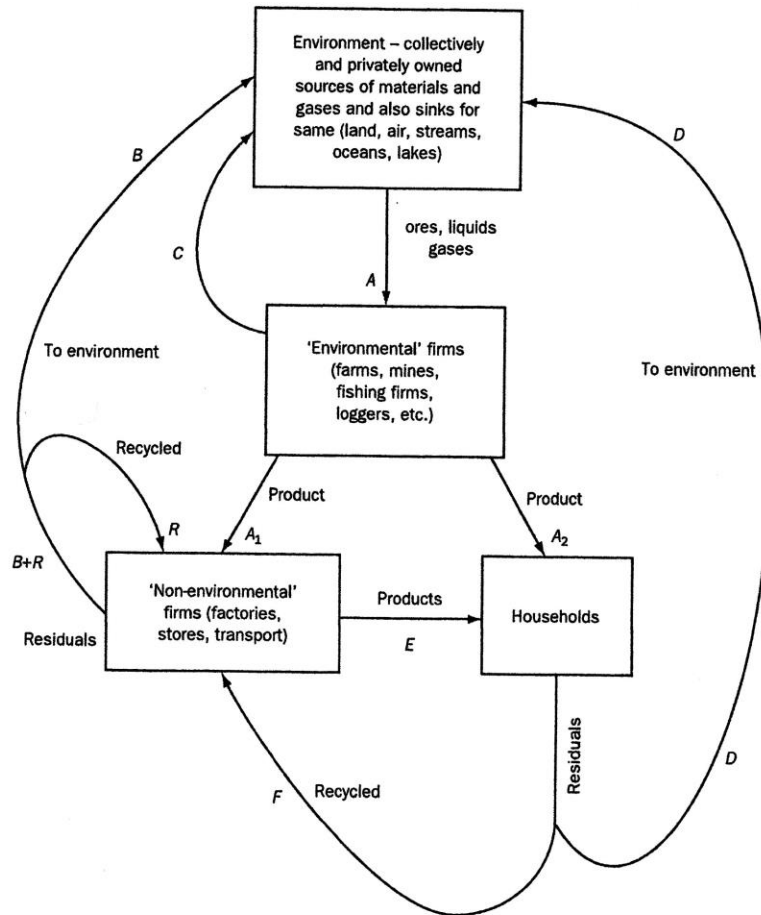 Environment – collectively
and privately owned
sources of materials and
gases and also sinks for
same (land, air, streams,
oceans, lakes)
B
D
C
ores, liquids
gases
A
To environment
'Environmental' firms
(farms, mines,
fishing firms,
loggers, etc.)
To environment
Recycled
Product
Product
R
A1
A2
B+R
'Non-environmental'
firms (factories,
stores, transport)
Products
Households
Residuals
E
Residuals
D
F
Recycled